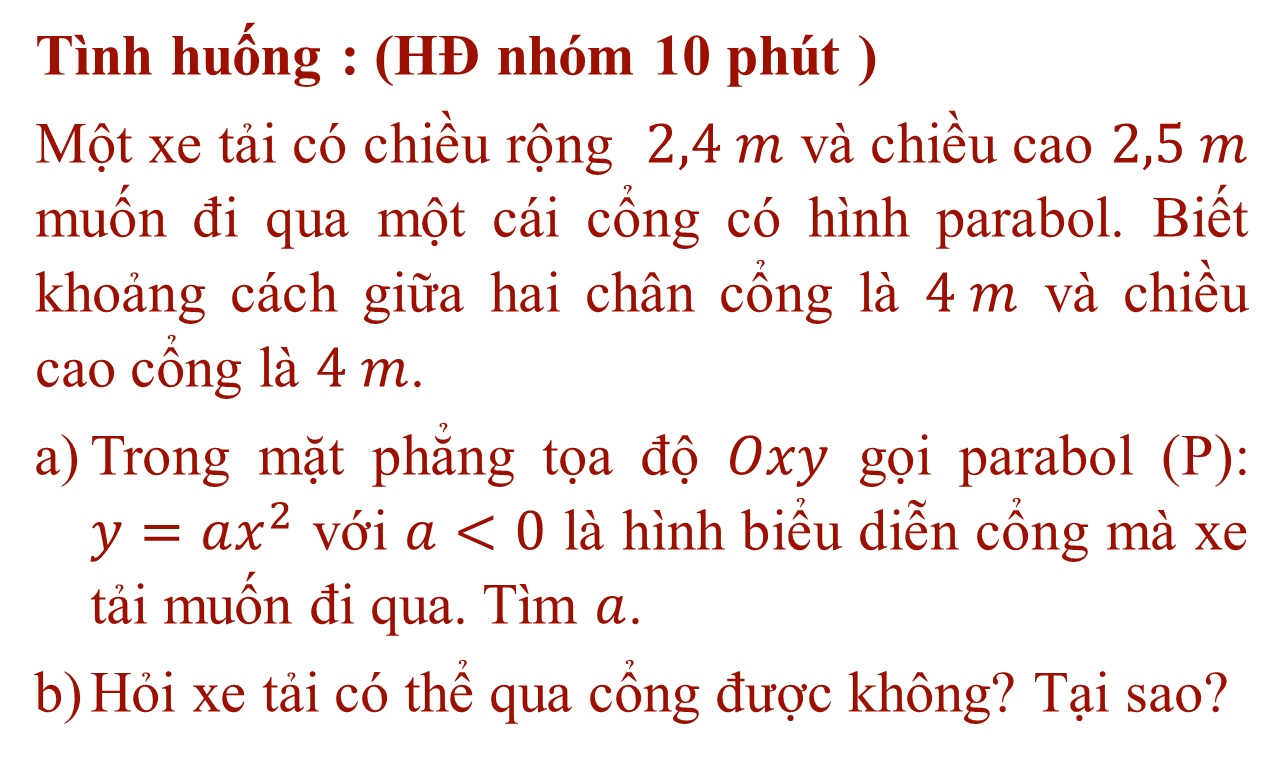 Tình huống : (HĐ nhóm 10 phút )
Một xe tải có chiều rộng 2,4 m và chiều cao 2,5 m
muốn đi qua một cái cổng có hình parabol. Biết
khoảng cách giữa hai chân cổng là 4 m và chiều
cao cổng là 4 m.
a) Trong mặt phẳng tọa độ Oxy gọi parabol (P):
y = ax² với a < 0 là hình biểu diễn cổng mà xe
tải muốn đi qua. Tìm a.
b) Hỏi xe tải có thể qua cổng được không? Tại sao?